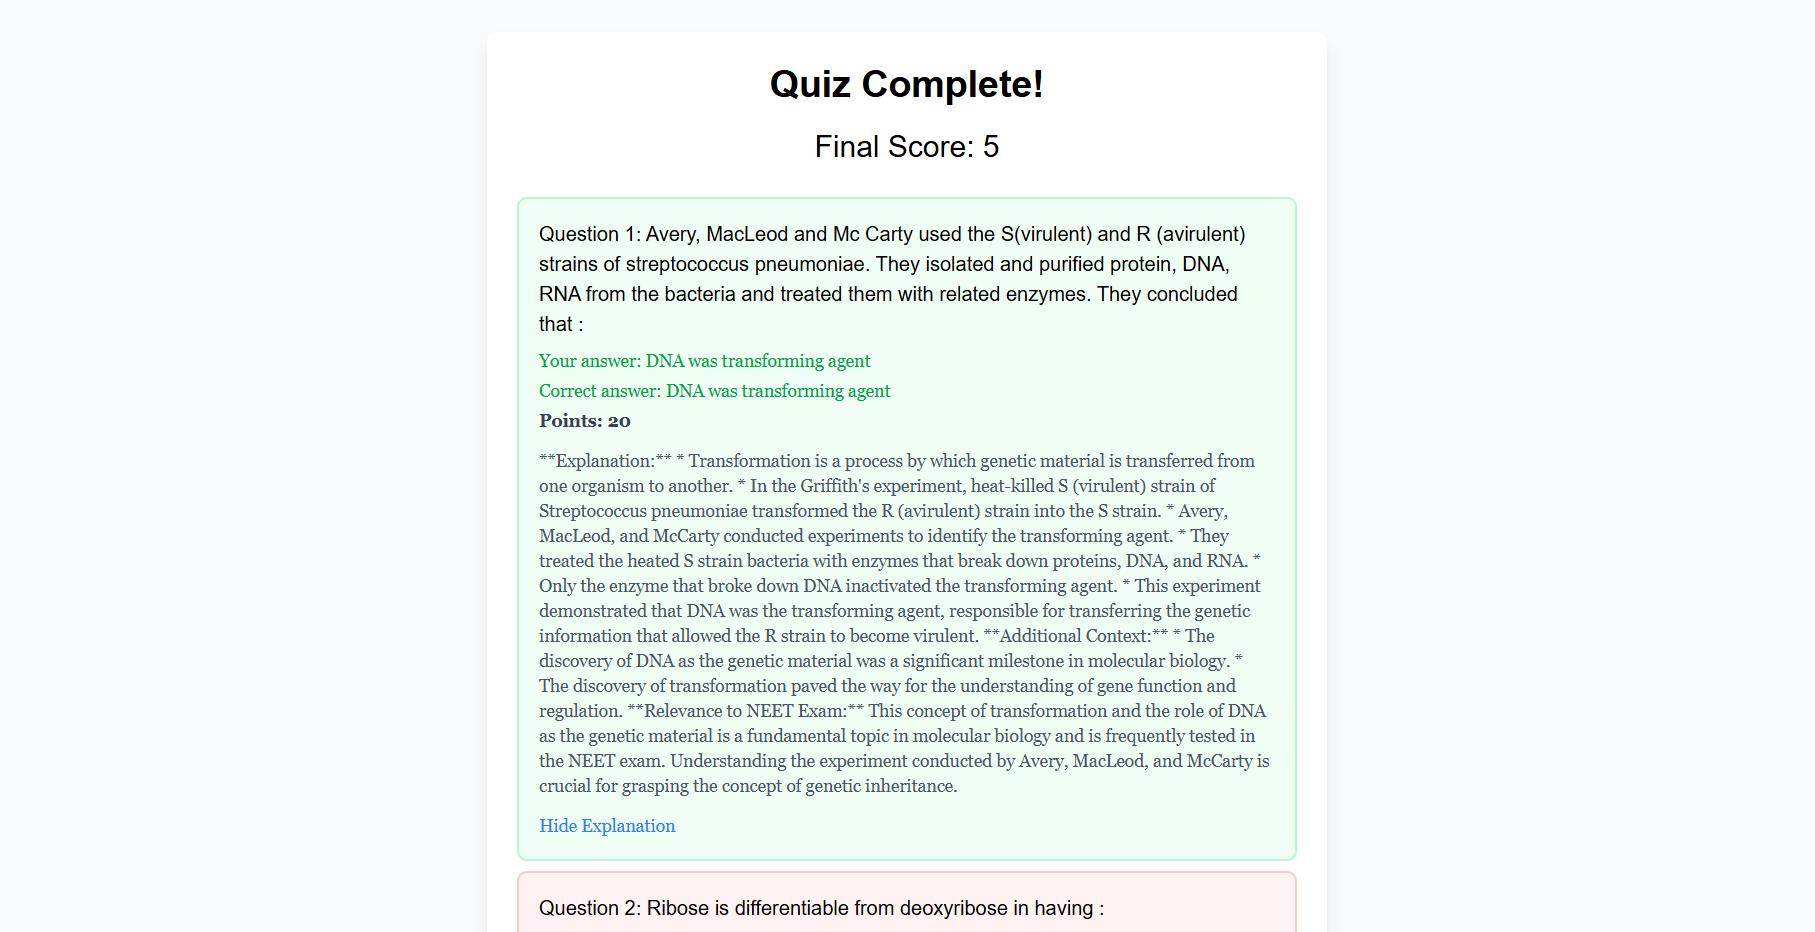 Quiz Complete!
Final Score: 5
Question 1: Avery, MacLeod and Mc Carty used the S(virulent) and R (avirulent)
strains of streptococcus pneumoniae. They isolated and purified protein, DNA,
RNA from the bacteria and treated them with related enzymes. They concluded
that :
Your answer: DNA was transforming agent
Correct answer: DNA was transforming agent
Points: 20
**Explanation:** * Transformation is a process by which genetic material is transferred from
one organism to another. * In the Griffith's experiment, heat-killed S (virulent) strain of
Streptococcus pneumoniae transformed the R (avirulent) strain into the S strain. * Avery,
MacLeod, and McCarty conducted experiments to identify the transforming agent. * They
treated the heated S strain bacteria with enzymes that break down proteins, DNA, and RNA. *
Only the enzyme that broke down DNA inactivated the transforming agent. * This experiment
demonstrated that DNA was the transforming agent, responsible for transferring the genetic
information that allowed the R strain to become virulent. **Additional Context:** * The
discovery of DNA as the genetic material was a significant milestone in molecular biology. *
The discovery of transformation paved the way for the understanding of gene function and
regulation. **Relevance to NEET Exam:** This concept of transformation and the role of DNA
as the genetic material is a fundamental topic in molecular biology and is frequently tested in
the NEET exam. Understanding the experiment conducted by Avery, MacLeod, and McCarty is
crucial for grasping the concept of genetic inheritance.
Hide Explanation
Question 2: Ribose is differentiable from deoxyribose in having :